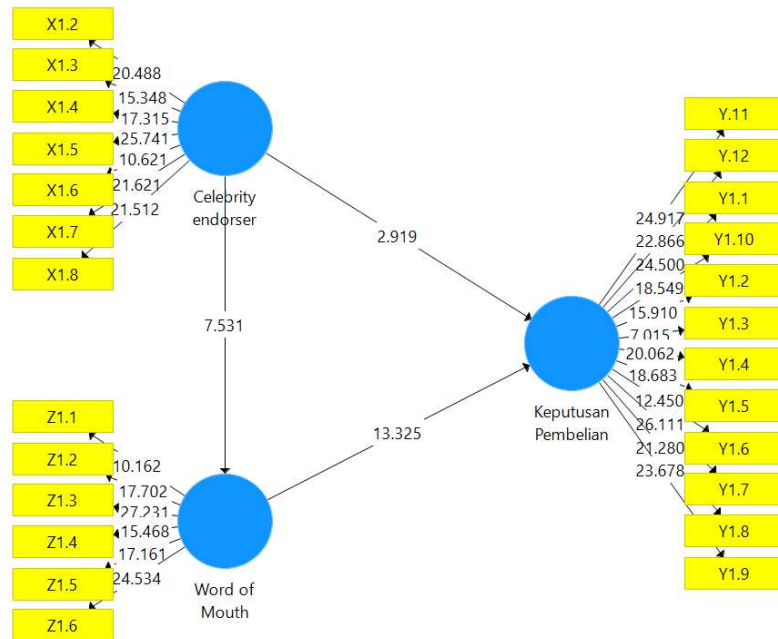 X1.2
X1.3
X1.4
X1.5
X1.6
X1.7
X1.8
20.488
15.348
17.315
25.741
10.621
21.621
21.512
Celebrity
endorser
2.919
7.531
13.325
Z1.1
Z1.2
Z1.3
Z1.4
Z1.5
Z1.6
10.162
17.702
27.231
15.468
17.161
24.534
Word of
Mouth
Keputusan
Pembelian
24.917
22.866
24.500
18.549
15.910
7.015
20.062
18.683
12.450
26.111
21.280
23.678
Y.11
Y.12
Y1.1
Y1.10
Y1.2
Y1.3
Y1.4
Y1.5
Y1.6
Y1.7
Y1.8
Y1.9